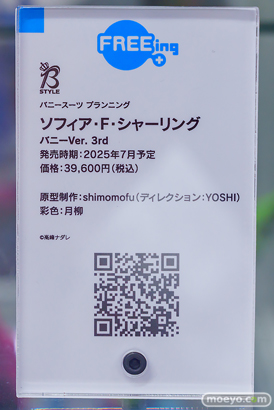 FREEing
B
STYLE
バニースーツ プランニング
ソフィア・F・シャーリング
バニーVer. 3rd
発売時期：2025年7月予定
価格：39,600円（税込）
原型制作：shimomofu（ディレクション：YOSHI）
彩色：月柳
©高峰ナダレ
moeyo.com